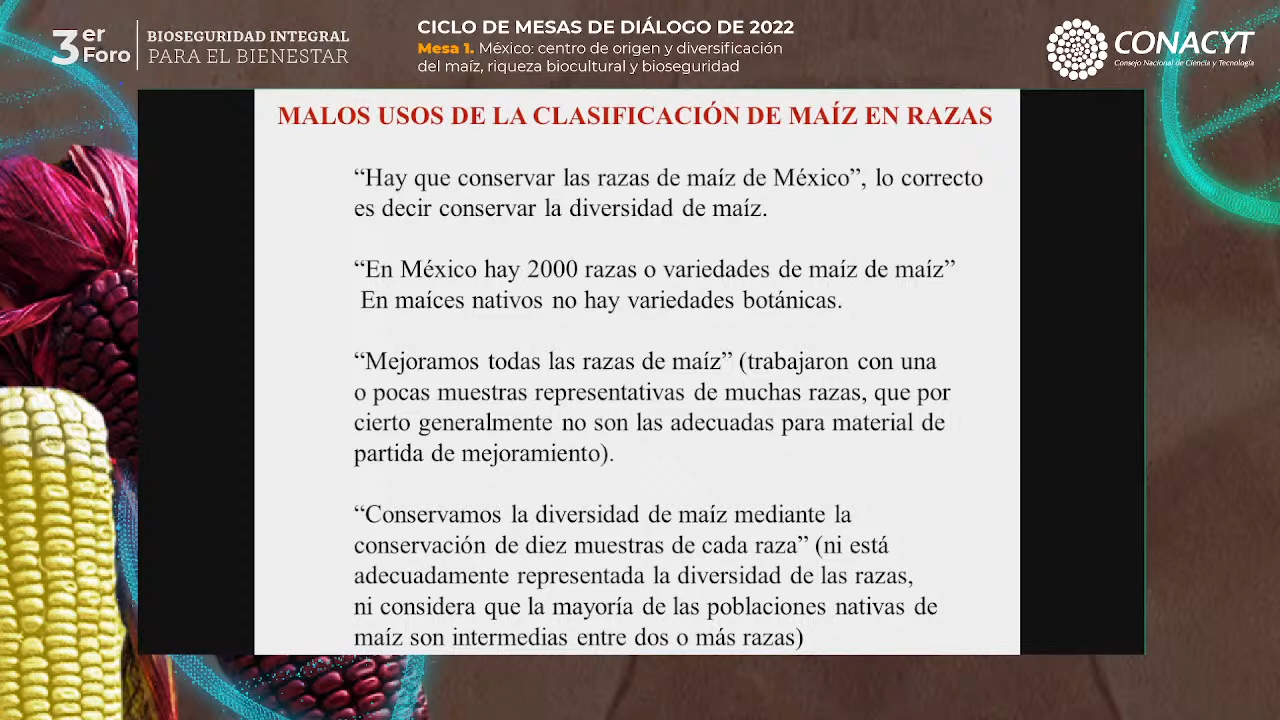 3er Foro
BIOSEGURIDAD INTEGRAL
PARA EL BIENESTAR
CICLO DE MESAS DE DIÁLOGO DE 2022
Mesa 1. México: centro de origen y diversificación
del maíz, riqueza biocultural y bioseguridad
CONACYT
Consejo Nacional de Ciencia y Tecnología
MALOS USOS DE LA CLASIFICACIÓN DE MAÍZ EN RAZAS
“Hay que conservar las razas de maíz de México”, lo correcto
es decir conservar la diversidad de maíz.
“En México hay 2000 razas o variedades de maíz de maíz”
En maíces nativos no hay variedades botánicas.
“Mejoramos todas las razas de maíz” (trabajaron con una
o pocas muestras representativas de muchas razas, que por
cierto generalmente no son las adecuadas para material de
partida de mejoramiento).
“Conservamos la diversidad de maíz mediante la
conservación de diez muestras de cada raza” (ni está
adecuadamente representada la diversidad de las razas,
ni considera que la mayoría de las poblaciones nativas de
maíz son intermedias entre dos o más razas)